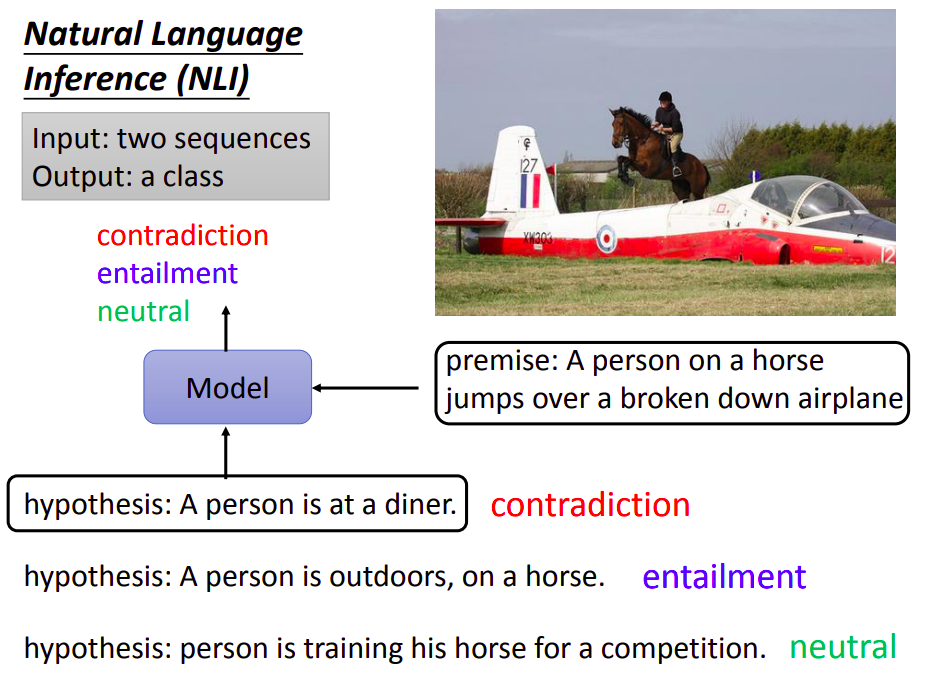 Natural Language
Inference (NLI)
Input: two sequences
Output: a class
contradiction
entailment
neutral
Model
127
XW303
12
premise: A person on a horse
jumps over a broken down airplane
hypothesis: A person is at a diner.
contradiction
hypothesis: A person is outdoors, on a horse.
entailment
hypothesis: person is training his horse for a competition.
neutral